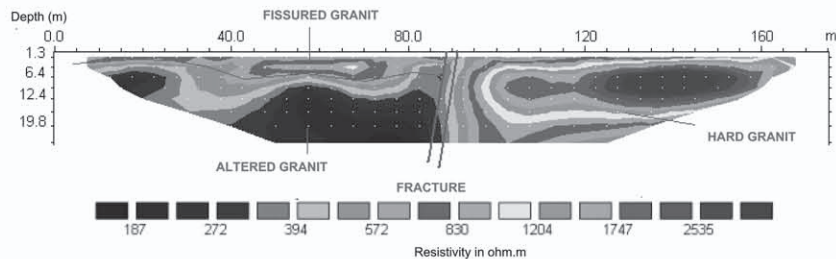 FISSURED GRANIT
Depth (m)
0.0 40.0 80.0 120 160 m
1.3
6.4
12.4
19.8
HARD GRANIT
ALTERED GRANIT
FRACTURE
187 272 394 572 830 1204 1747 2535
Resistivity in ohm.m